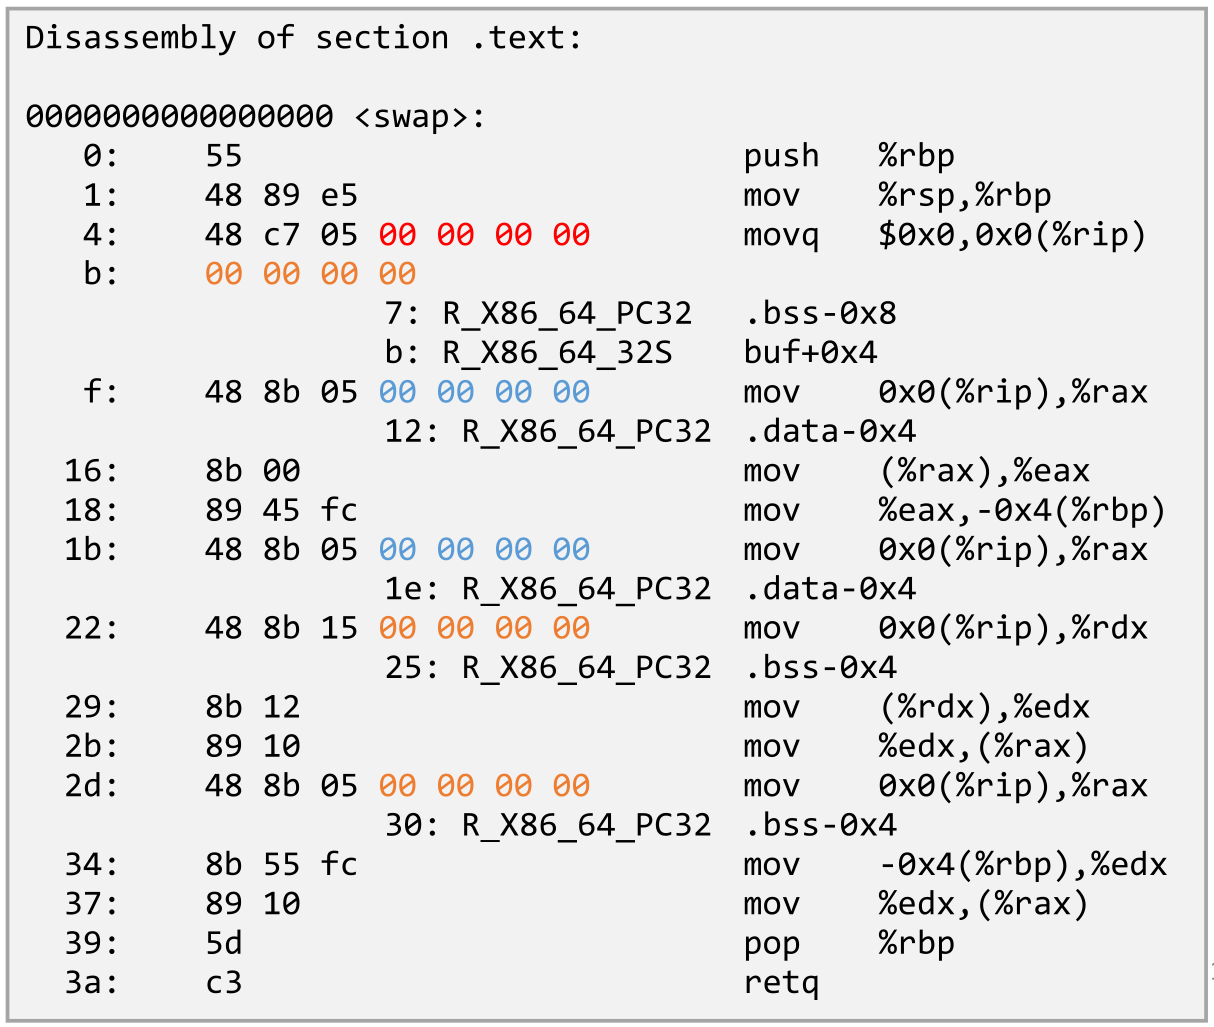 Disassembly of section .text:
0000000000000000 <swap>:
0: 55 push %rbp
1: 48 89 e5 mov %rsp,%rbp
4: 48 c7 05 00 00 00 00 movq $0x0,0x0(%rip)
b: 00 00 00 00
7: R_X86_64_PC32 .bss-0x8
b: R_X86_64_32S buf+0x4
f: 48 8b 05 00 00 00 00 mov 0x0(%rip),%rax
12: R_X86_64_PC32 .data-0x4
16: 8b 00 mov (%rax),%eax
18: 89 45 fc mov %eax,-0x4(%rbp)
1b: 48 8b 05 00 00 00 00 mov 0x0(%rip),%rax
1e: R_X86_64_PC32 .data-0x4
22: 48 8b 15 00 00 00 00 mov 0x0(%rip),%rdx
25: R_X86_64_PC32 .bss-0x4
29: 8b 12 mov (%rdx),%edx
2b: 89 10 mov %edx,(%rax)
2d: 48 8b 05 00 00 00 00 mov 0x0(%rip),%rax
30: R_X86_64_PC32 .bss-0x4
34: 8b 55 fc mov -0x4(%rbp),%edx
37: 89 10 mov %edx,(%rax)
39: 5d pop %rbp
3a: c3 retq